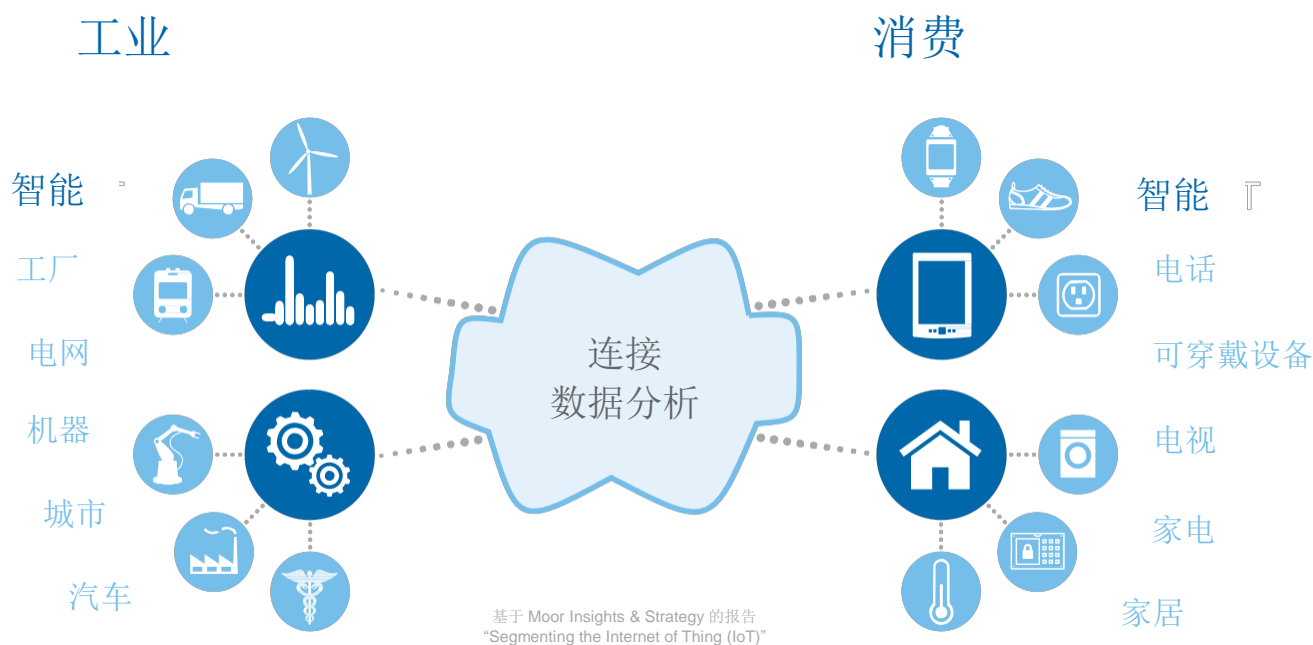 工业
消费
智能
工厂
电网
机器
城市
汽车
连接
数据分析
智能
电话
可穿戴设备
电视
家电
家居
基于 Moor Insights & Strategy 的报告
“Segmenting the Internet of Thing (IoT)”